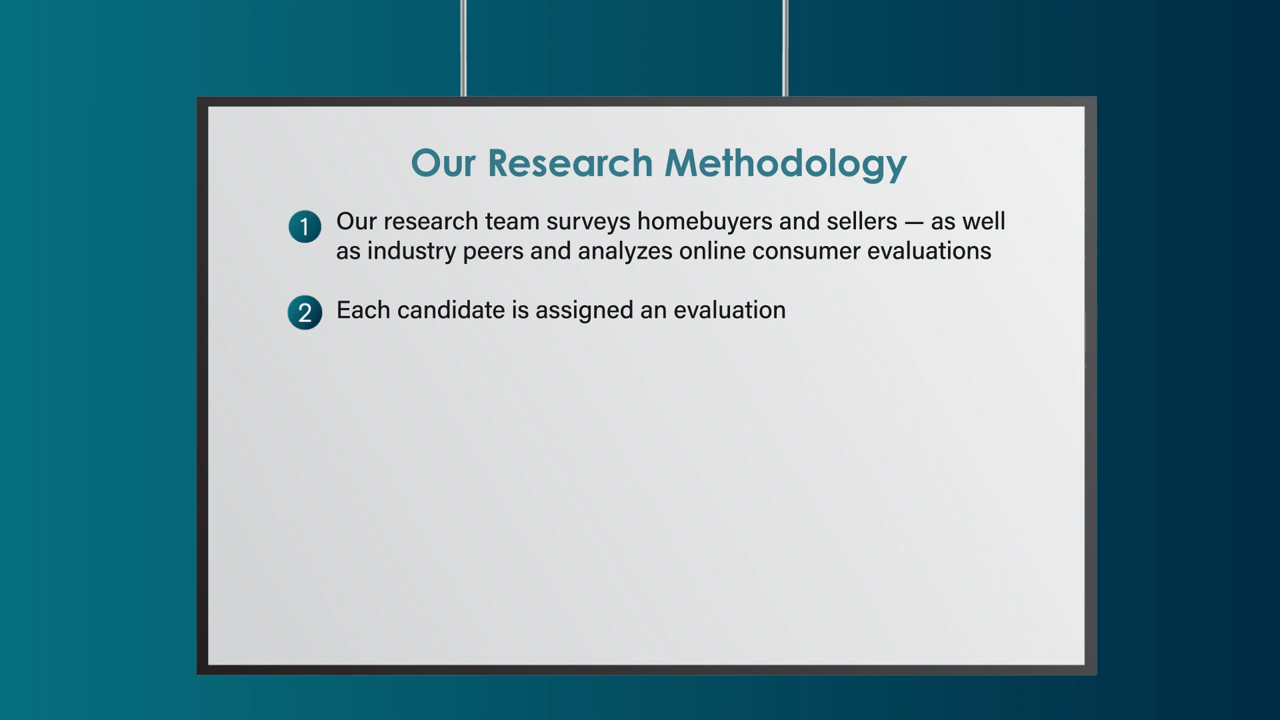 Our Research Methodology
1 Our research team surveys homebuyers and sellers — as well
as industry peers and analyzes online consumer evaluations
2 Each candidate is assigned an evaluation